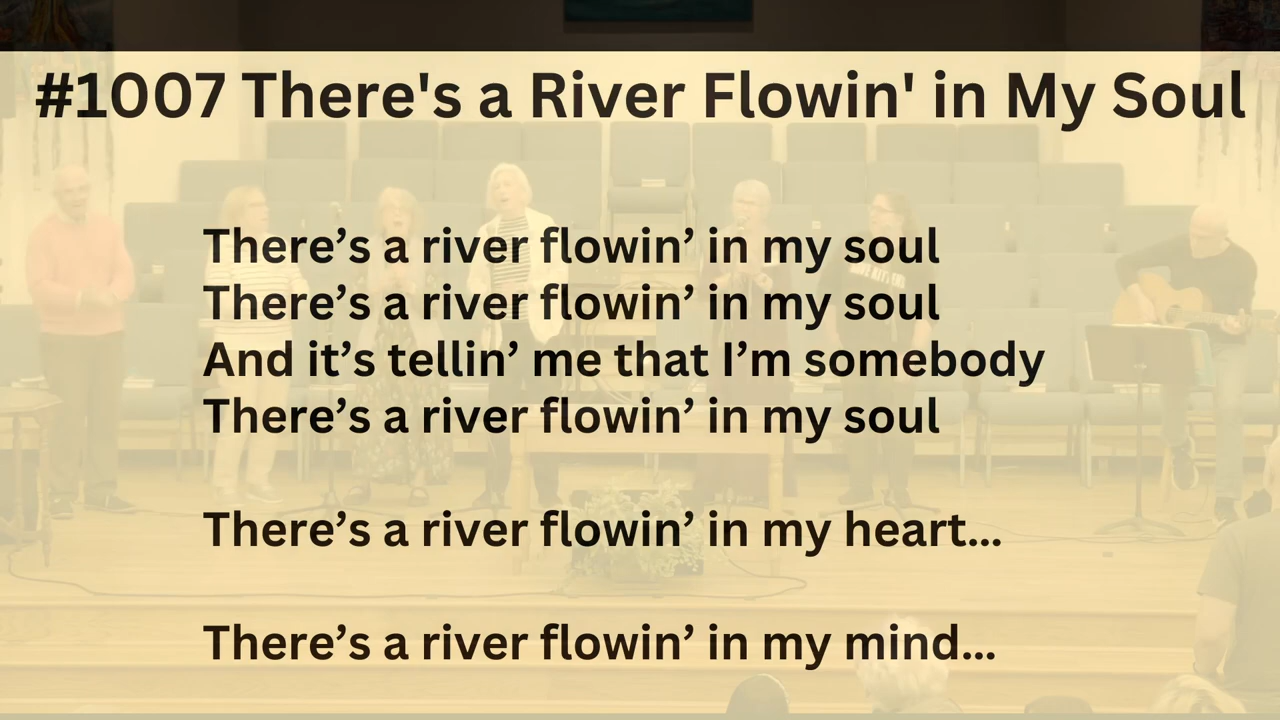 #1007 There's a River Flowin' in My Soul
There’s a river flowin’ in my soul
There’s a river flowin’ in my soul
And it’s tellin’ me that I’m somebody
There’s a river flowin’ in my soul
There’s a river flowin’ in my heart...
There’s a river flowin’ in my mind...